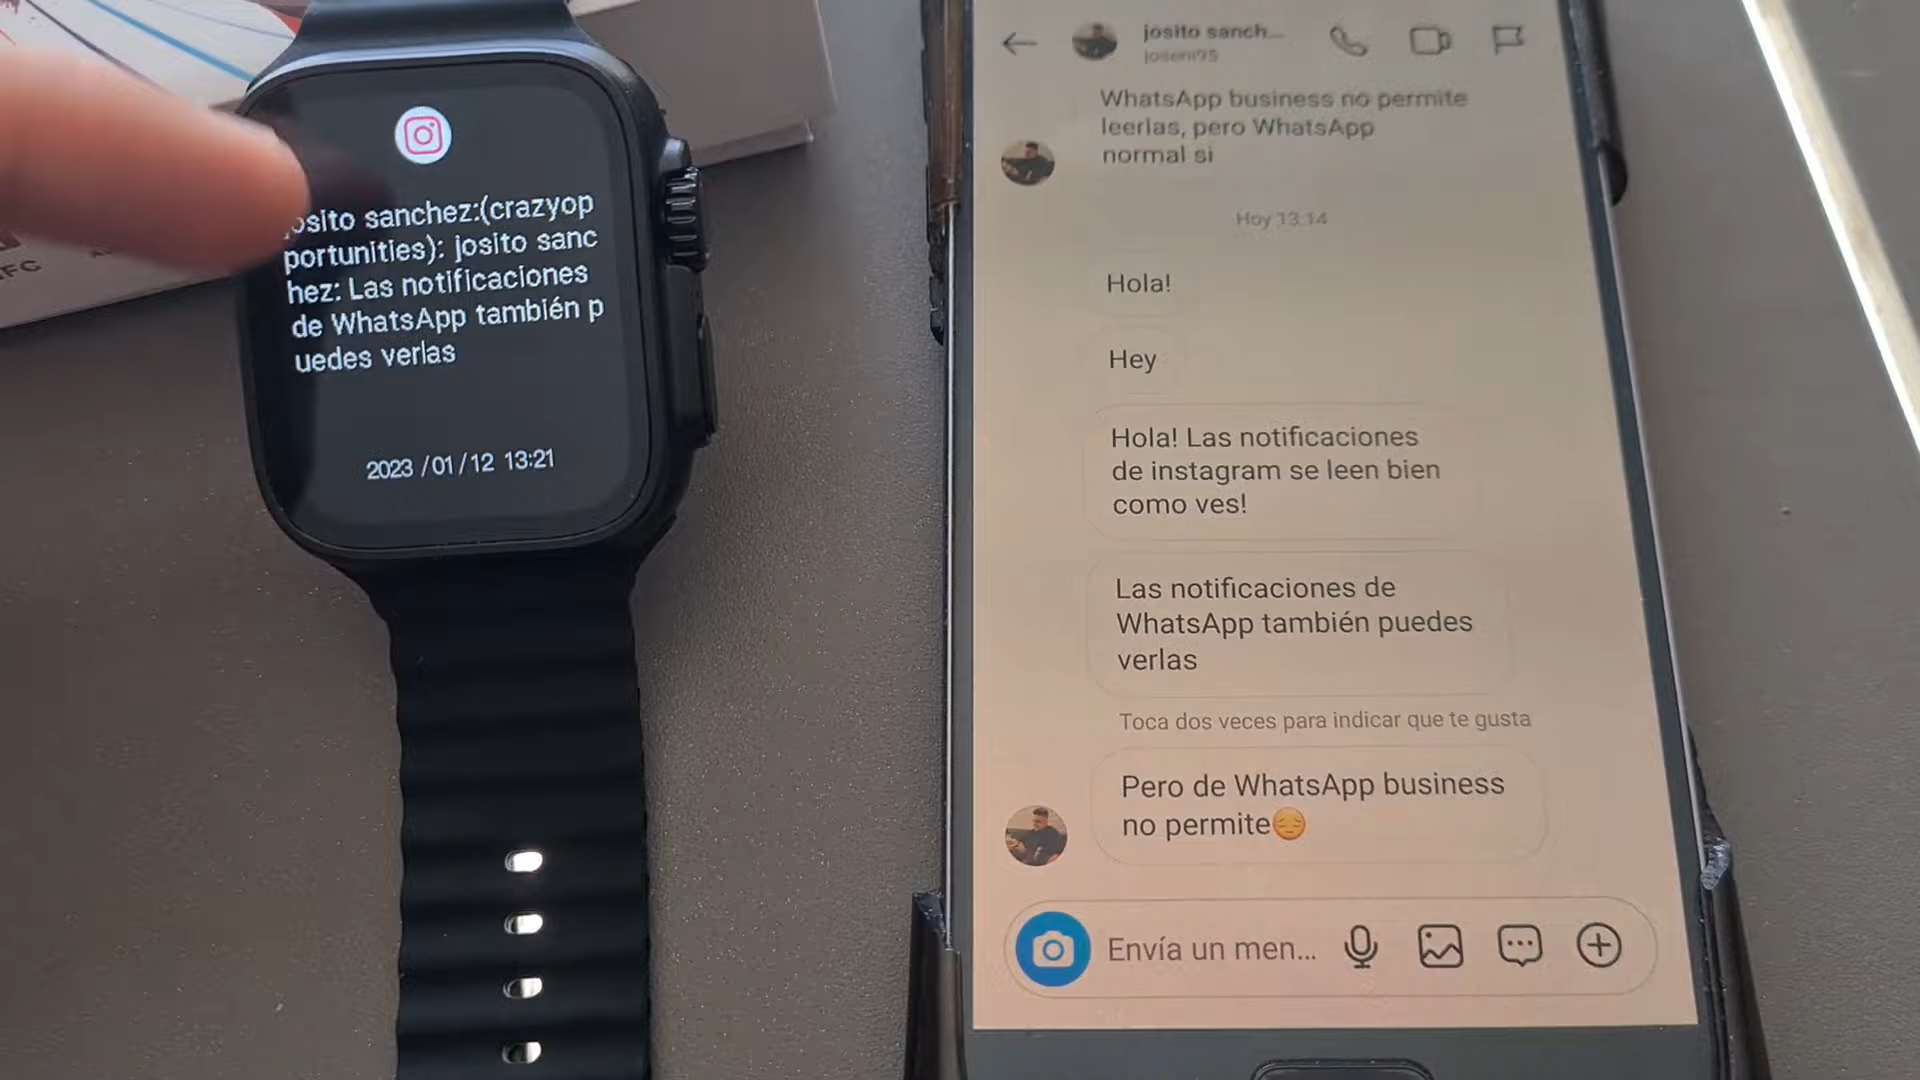 josito sanchez:(crazyop
portunities): josito sanc
hez: Las notificaciones
de WhatsApp también p
uedes verlas
2023 /01/12 13:21
josito sanch...
joseni95
WhatsApp business no permite
leerlas, pero WhatsApp
normal si
Hoy 13:14
Hola!
Hey
Hola! Las notificaciones
de instagram se leen bien
como ves!
Las notificaciones de
WhatsApp también puedes
verlas
Toca dos veces para indicar que te gusta
Pero de WhatsApp business
no permite😔
Envía un men...